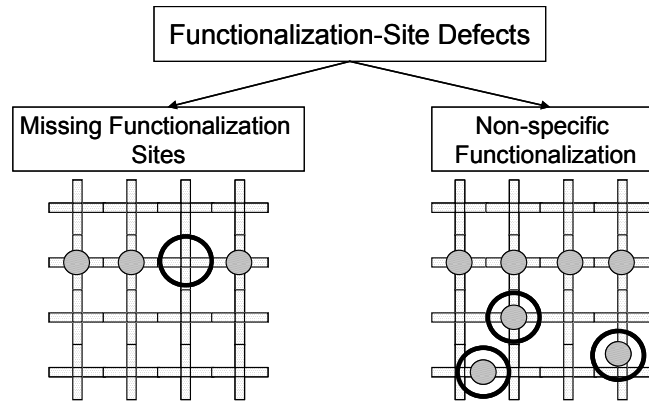 Functionalization-Site Defects
Missing Functionalization
Sites
Non-specific
Functionalization